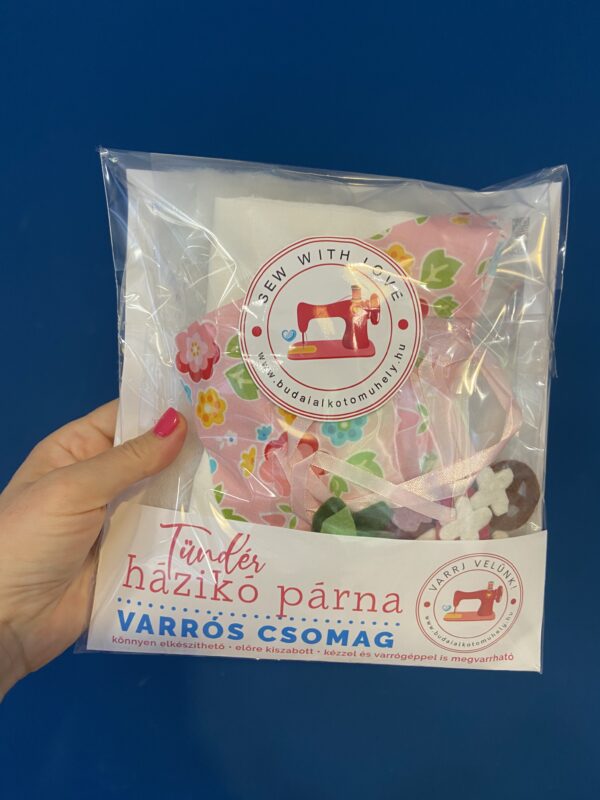 SEW WITH LOVE
www.budaialkotomuhely.hu
Tündér
házikó párna
VARRÓS CSOMAG
könnyen elkészíthető • előre kiszabott • kézzel és varrógéppel is megvarrható
VARRJ VELÜNK!
www.budaialkotomuhely.hu